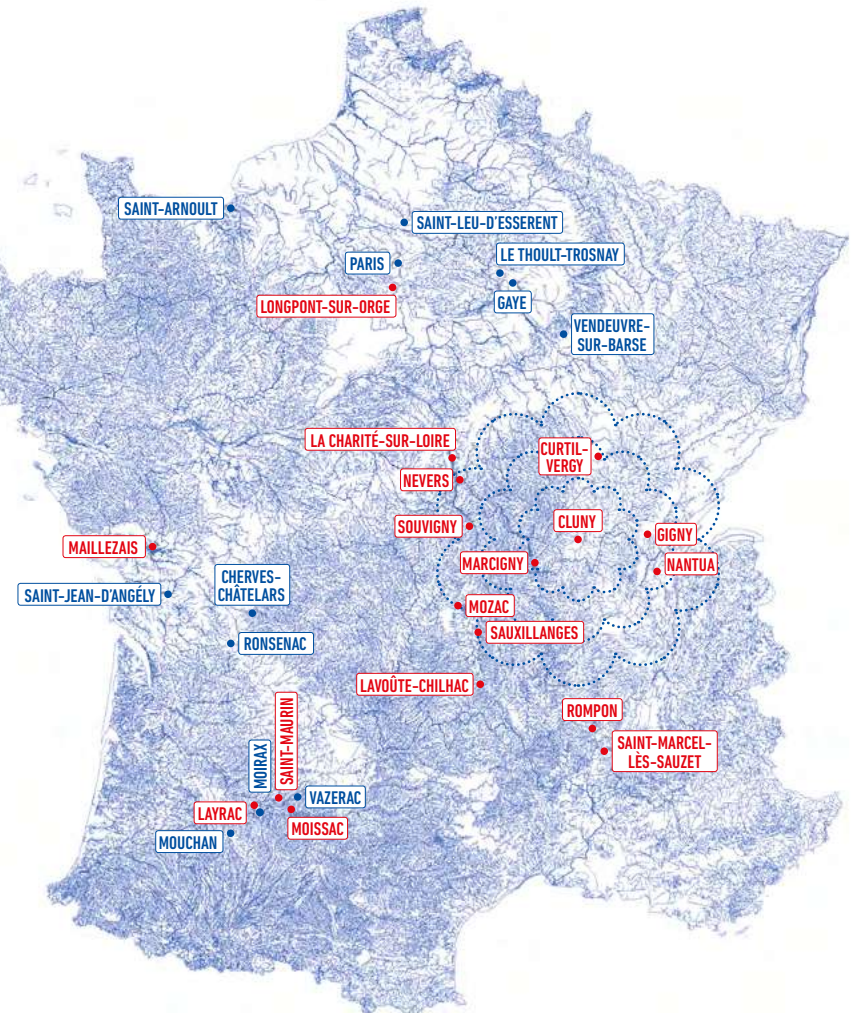 SAINT-ARNOULT
SAINT-LEU-D'ESSERENT
LE THOULT-TROSNAY
PARIS
GAYE
LONGPONT-SUR-ORGE
VENDEUVRE-
SUR-BARSE
LA CHARITÉ-SUR-LOIRE
CURTIL-
VERGY
NEVERS
SOUVIGNY
CLUNY
GIGNY
MAILLEZAIS
MARCIGNY
NANTUA
CHERVES-
CHÂTELARS
SAINT-JEAN-D'ANGÉLY
MOZAC
SAUXILLANGES
RONSENAC
LAVOÛTE-CHILHAC
ROMPON
SAINT-MARCEL-
LÈS-SAUZET
MOIRAX
SAINT-MAURIN
VAZERAC
LAYRAC
MOISSAC
MOUCHAN